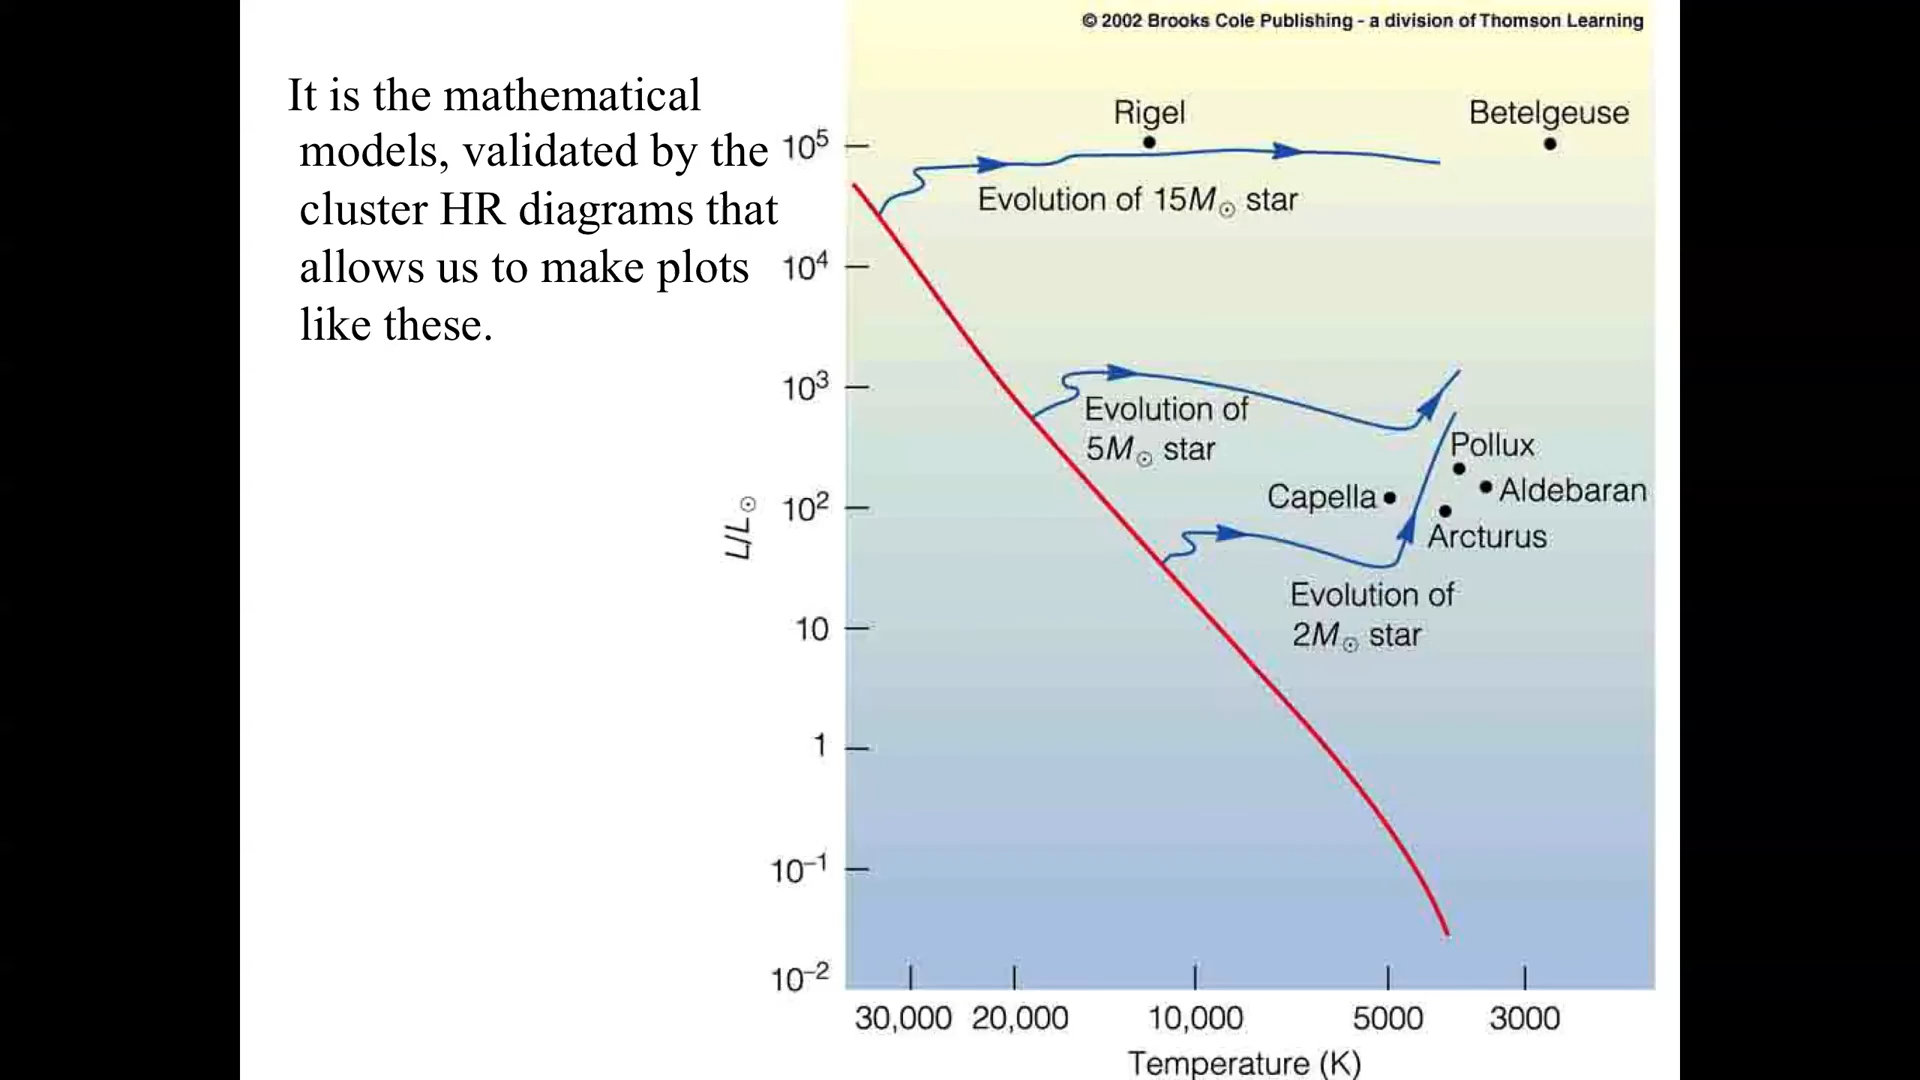 © 2002 Brooks Cole Publishing - a division of Thomson Learning
It is the mathematical
models, validated by the
cluster HR diagrams that
allows us to make plots
like these.
Rigel
Betelgeuse
Evolution of 15M☉ star
Evolution of
5M☉ star
Pollux
Capella
Aldebaran
Arcturus
Evolution of
2M☉ star
L/L☉
10⁵
10⁴
10³
10²
10
1
10⁻¹
10⁻²
30,000 20,000 10,000 5000 3000
Temperature (K)